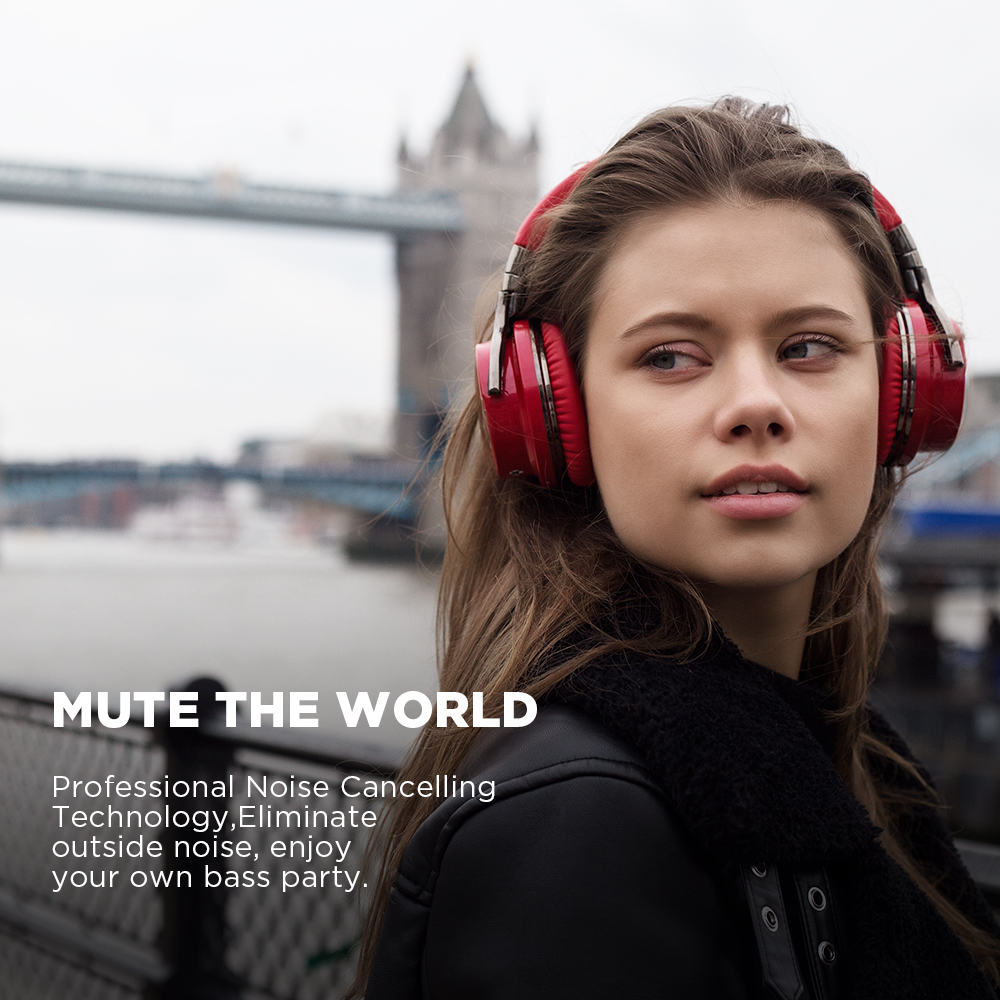 MUTE THE WORLD
Professional Noise Cancelling
Technology,Eliminate
outside noise, enjoy
your own bass party.